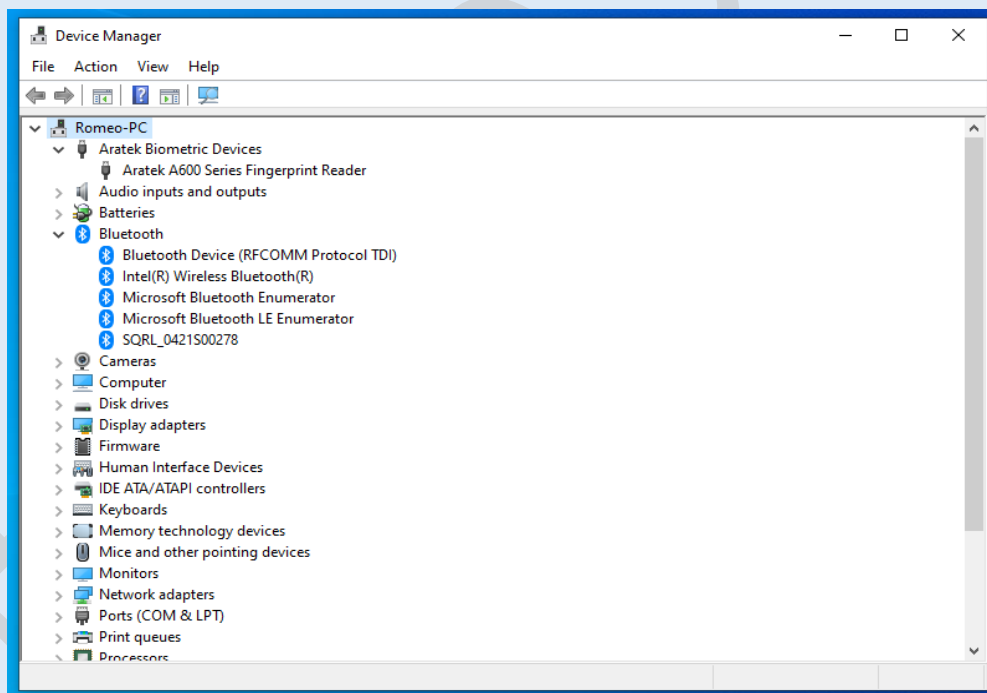 Device Manager
File Action View Help
Romeo-PC
Aratek Biometric Devices
Aratek A600 Series Fingerprint Reader
Audio inputs and outputs
Batteries
Bluetooth
Bluetooth Device (RFCOMM Protocol TDI)
Intel(R) Wireless Bluetooth(R)
Microsoft Bluetooth Enumerator
Microsoft Bluetooth LE Enumerator
SQRL_0421S00278
Cameras
Computer
Disk drives
Display adapters
Firmware
Human Interface Devices
IDE ATA/ATAPI controllers
Keyboards
Memory technology devices
Mice and other pointing devices
Monitors
Network adapters
Ports (COM & LPT)
Print queues
Processors